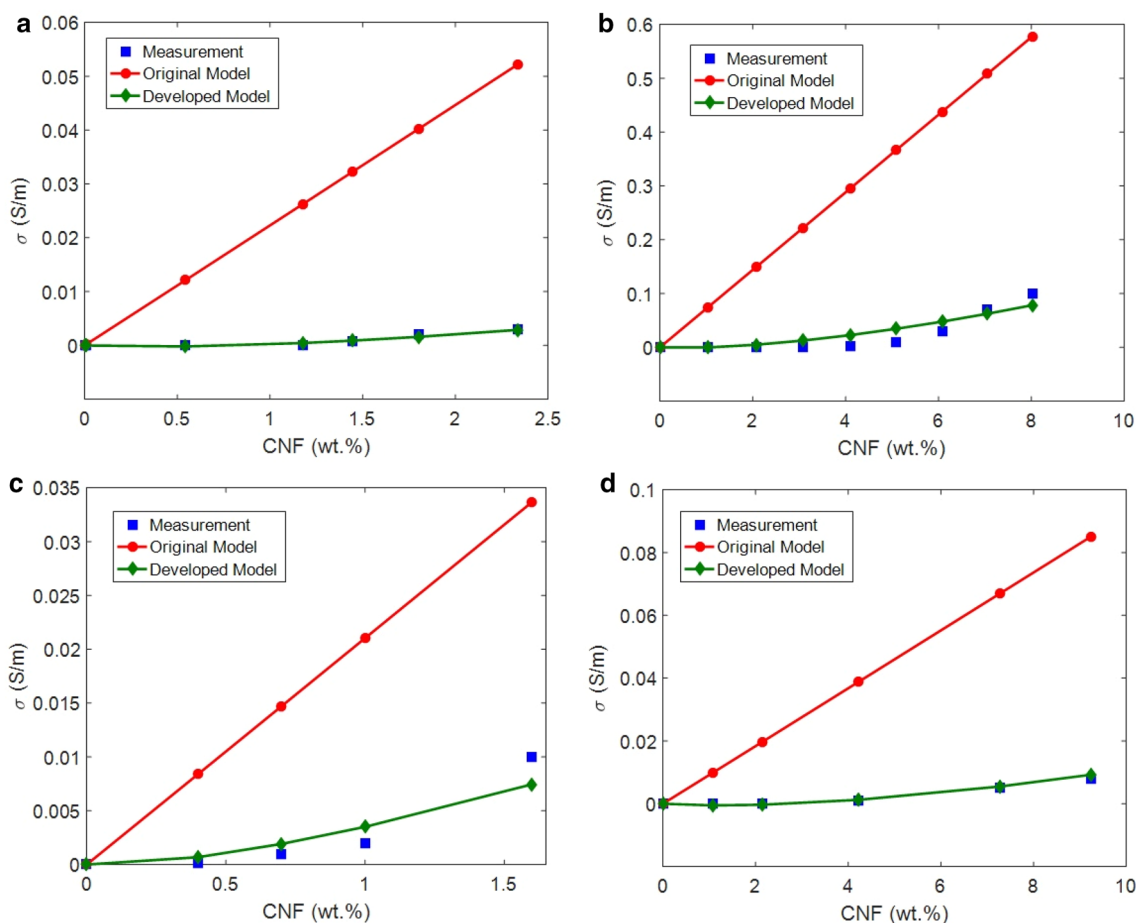 a
0.06
0.05
0.04
0.03
0.02
0.01
0
σ (S/m)
Measurement
Original Model
Developed Model
0
0.5
1
1.5
2
2.5
CNF (wt.%)
b
0.6
0.5
0.4
0.3
0.2
0.1
0
σ (S/m)
Measurement
Original Model
Developed Model
0
2
4
6
8
10
CNF (wt.%)
c
0.035
0.03
0.025
0.02
0.015
0.01
0.005
0
σ (S/m)
Measurement
Original Model
Developed Model
0
0.5
1
1.5
CNF (wt.%)
d
0.1
0.08
0.06
0.04
0.02
0
σ (S/m)
Measurement
Original Model
Developed Model
0
2
4
6
8
10
CNF (wt.%)